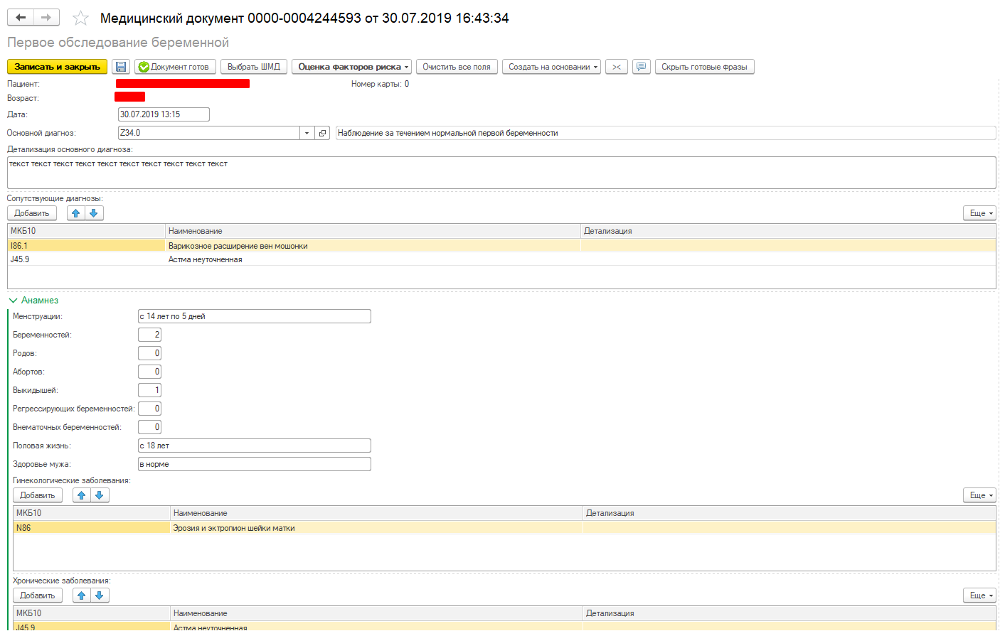 Медицинский документ 0000-0004244593 от 30.07.2019 16:43:34
Первое обследование беременной
Записать и закрыть Документ готов Выбрать ШМД Оценка факторов риска Очистить все поля Создать на основании >< Скрыть готовые фразы
Пациент: Номер карты: 0
Возраст:
Дата: 30.07.2019 13:15
Основной диагноз: Z34.0 Наблюдение за течением нормальной первой беременности
Детализация основного диагноза:
текст текст текст текст текст текст текст текст текст текст
Сопутствующие диагнозы:
Добавить Еще
МКБ10 Наименование Детализация
I86.1 Варикозное расширение вен мошонки
J45.9 Астма неуточненная
Анамнез
Менструации: с 14 лет по 5 дней
Беременностей: 2
Родов: 0
Абортов: 0
Выкидышей: 1
Регрессирующих беременностей: 0
Внематочных беременностей: 0
Половая жизнь: с 18 лет
Здоровье мужа: в норме
Гинекологические заболевания:
Добавить Еще
МКБ10 Наименование Детализация
N86 Эрозия и эктропион шейки матки
Хронические заболевания:
Добавить Еще
МКБ10 Наименование Детализация
J45.9 Астма неуточненная